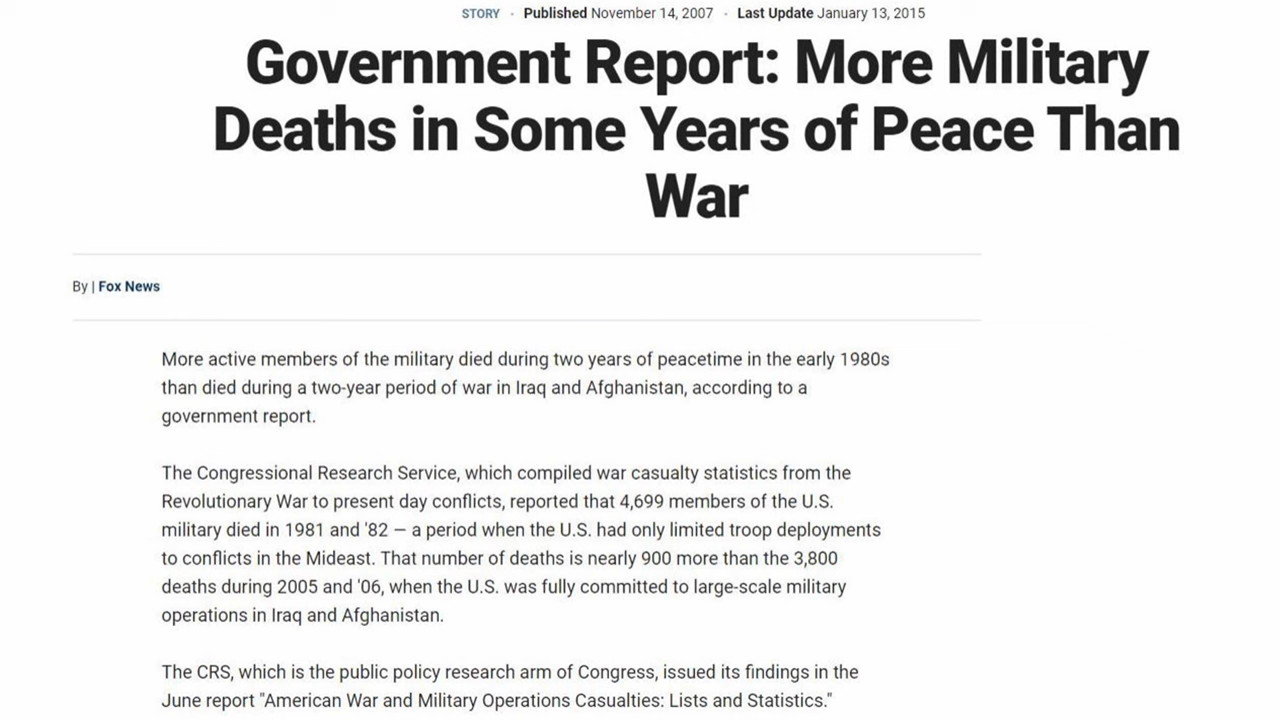 STORY · Published November 14, 2007 · Last Update January 13, 2015
Government Report: More Military
Deaths in Some Years of Peace Than
War
By | Fox News
More active members of the military died during two years of peacetime in the early 1980s
than died during a two-year period of war in Iraq and Afghanistan, according to a
government report.
The Congressional Research Service, which compiled war casualty statistics from the
Revolutionary War to present day conflicts, reported that 4,699 members of the U.S.
military died in 1981 and '82 — a period when the U.S. had only limited troop deployments
to conflicts in the Mideast. That number of deaths is nearly 900 more than the 3,800
deaths during 2005 and '06, when the U.S. was fully committed to large-scale military
operations in Iraq and Afghanistan.
The CRS, which is the public policy research arm of Congress, issued its findings in the
June report "American War and Military Operations Casualties: Lists and Statistics."